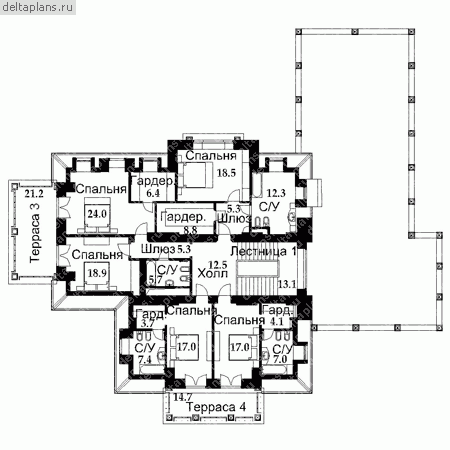 deltaplans.ru
Спальня
18.5
Гардер.
6.4
12.3
С/У
21.2
Терраса 3
Спальня
24.0
Гардер.
8.8
5.3
Шлюз
Шлюз
5.3
Спальня
18.9
С/У
5.7
12.5
Холл
Лестница 1
13.1
Гард.
3.7
Спальня
17.0
Спальня
17.0
Гард.
4.1
С/У
7.4
С/У
7.0
14.7
Терраса 4